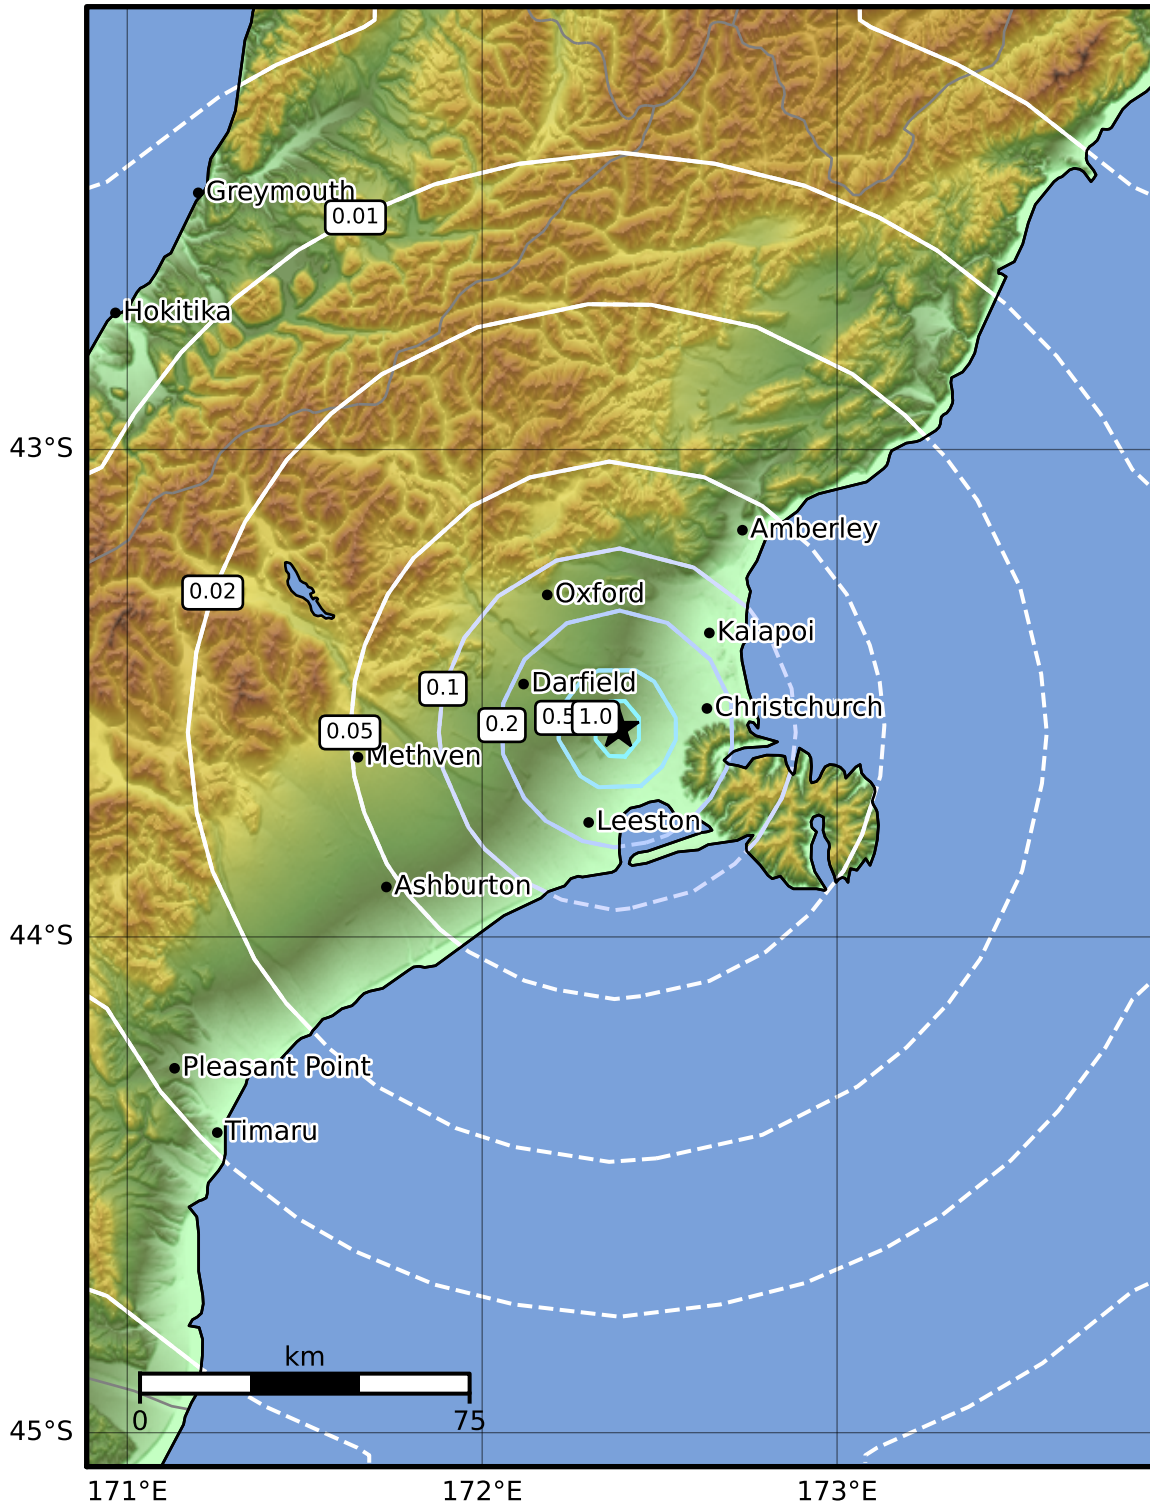 Greymouth
0.01
Hokitika
43°S
Amberley
0.02
Oxford
Kaiapoi
Darfield
0.1
Christchurch
0.5
1.0
0.2
0.05
Methven
Leeston
Ashburton
44°S
Pleasant Point
Timaru
km
0
75
45°S
171°E
172°E
173°E